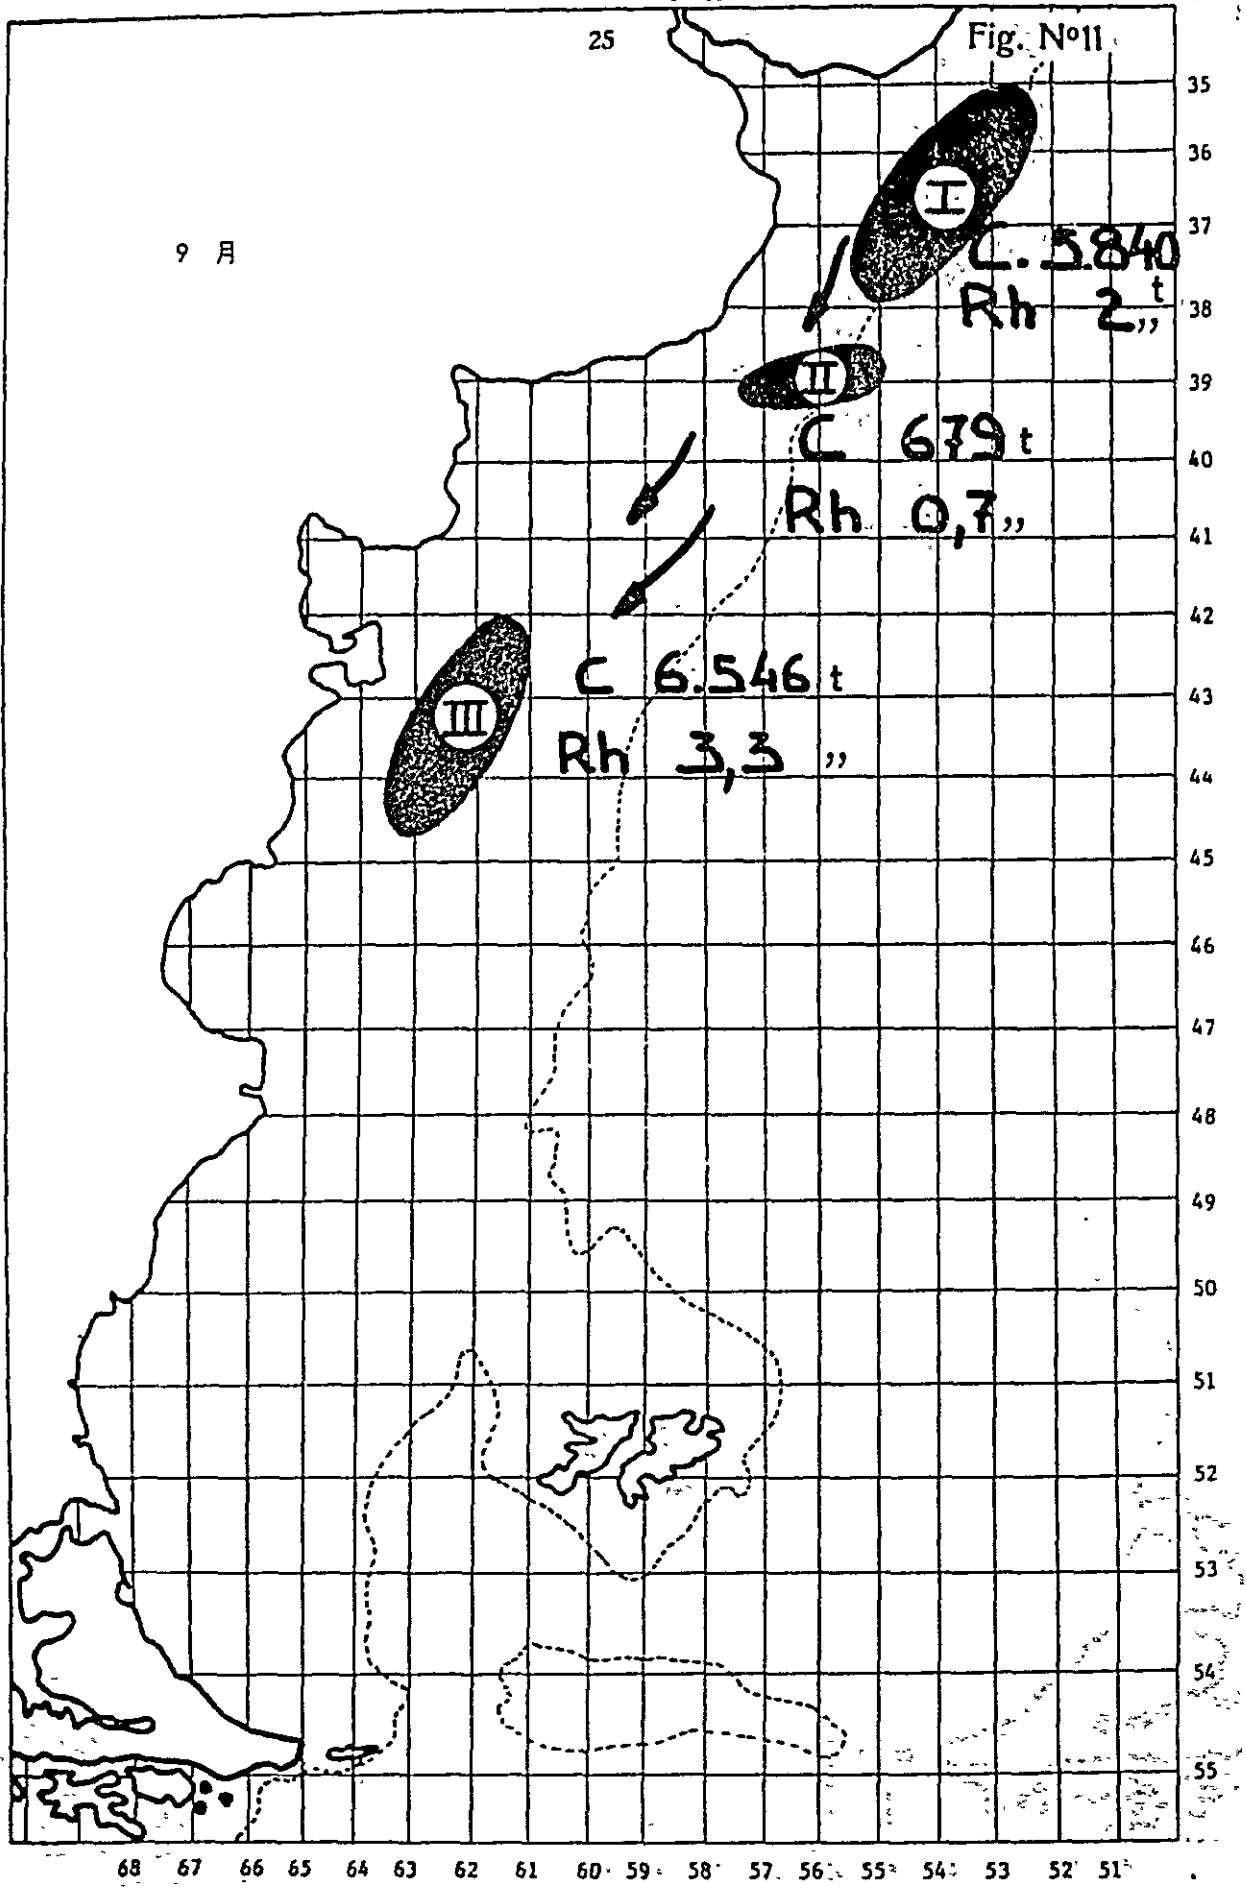 25
Fig. Nº11
9 月
35
36
I
37
C. 5.840 t
Rh 2 ,,
38
II
39
C 679 t
40
Rh 0,7 ,,
41
42
C 6.546 t
43
III
Rh 3,3 ,,
44
45
46
47
48
49
50
51
52
53
54
55
68 67 66 65 64 63 62 61 60 59 58 57 56 55 54 53 52 51